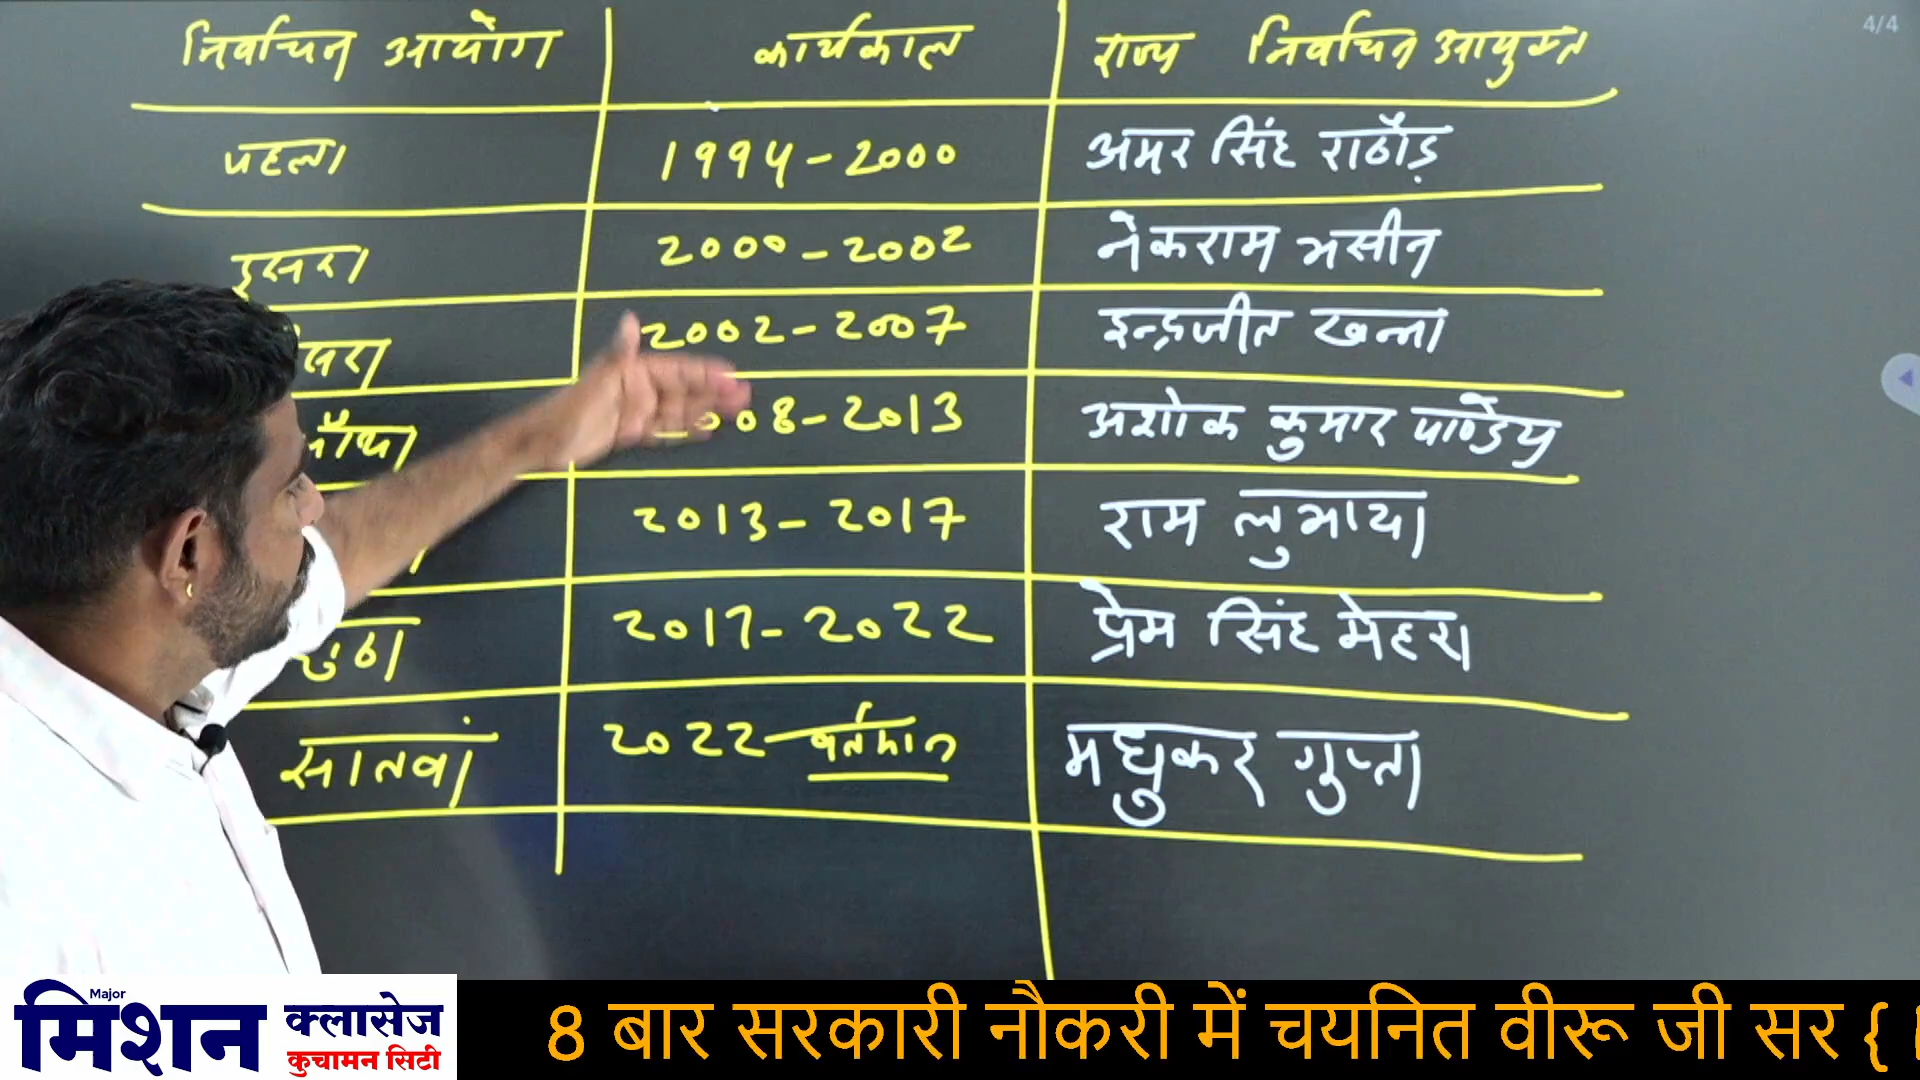 4/4
निर्वाचन आयोग कार्यकाल राज्य निर्वाचन आयुक्त
पहला 1994-2000 अमर सिंह राठौड़
दूसरा 2000-2002 नेकराम भसीन
2002-2007 इन्द्रजीत खन्ना
2008-2013 अशोक कुमार पाण्डेय
2013-2017 राम लुभाया
2017-2022 प्रेम सिंह मेहरा
सातवां 2022-वर्तमान मधुकर गुप्ता
Major
मिशन क्लासेज
कुचामन सिटी
8 बार सरकारी नौकरी में चयनित वीरू जी सर {